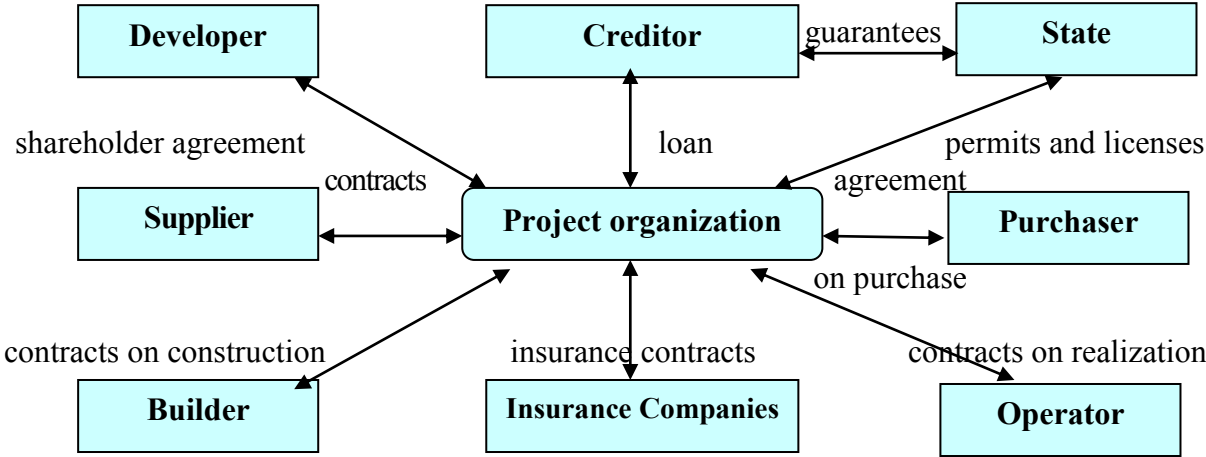 Developer
Creditor
guarantees
State
shareholder agreement
loan
permits and licenses
contracts
agreement
Supplier
Project organization
Purchaser
on purchase
contracts on construction
insurance contracts
contracts on realization
Builder
Insurance Companies
Operator